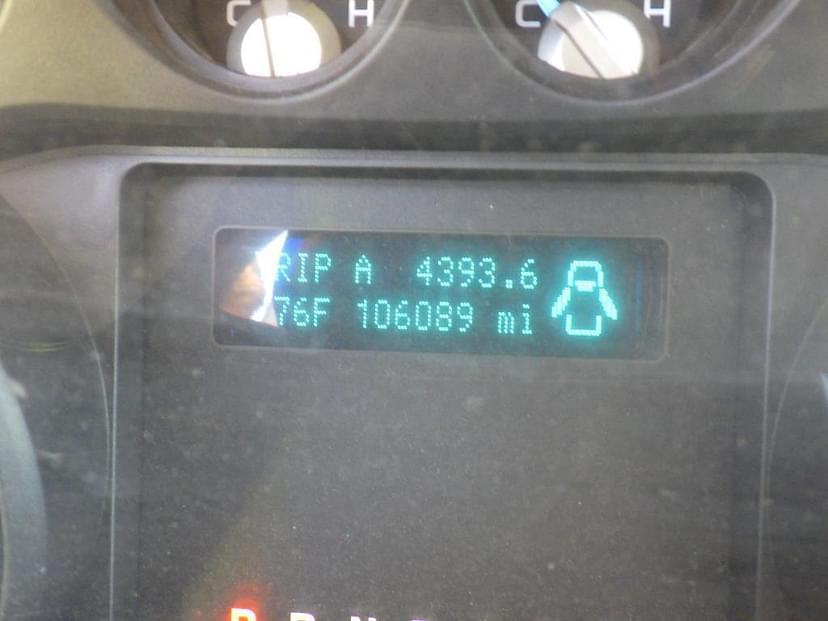 C H C H
RIP A 4393.6
76F 106089 mi
P R N